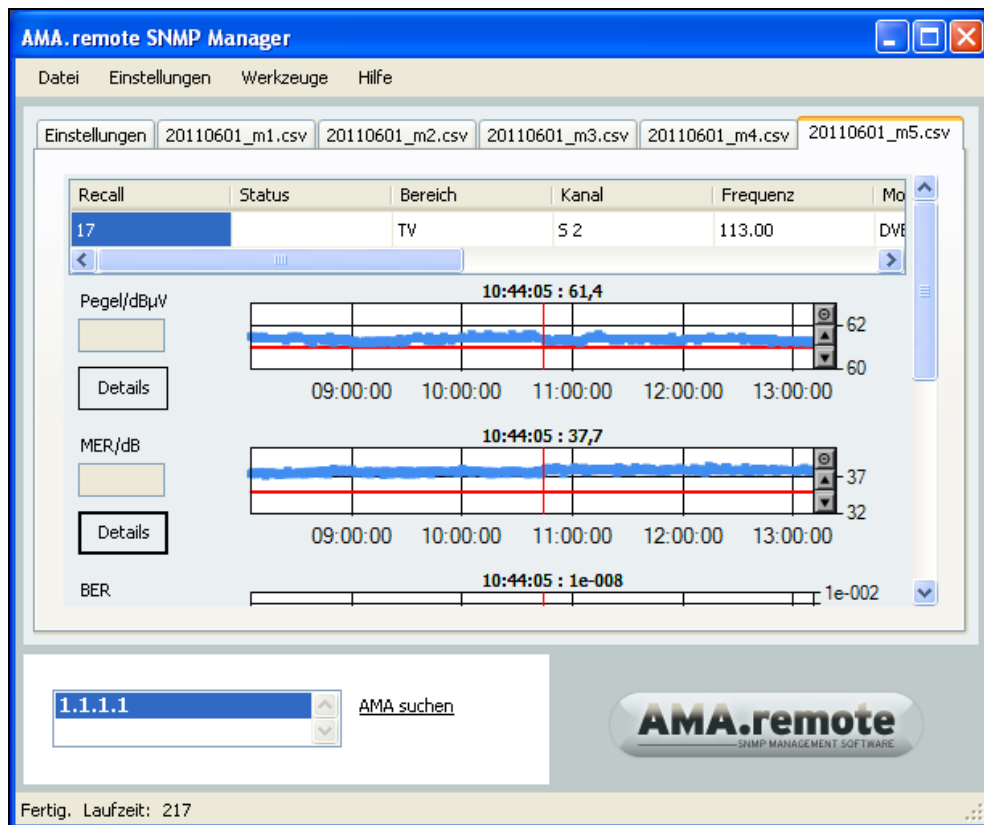 AMA.remote SNMP Manager
Datei Einstellungen Werkzeuge Hilfe
Einstellungen 20110601_m1.csv 20110601_m2.csv 20110601_m3.csv 20110601_m4.csv 20110601_m5.csv
Recall Status Bereich Kanal Frequenz Mo
17 TV S 2 113.00 DVB
Pegel/dBµV
10:44:05 : 61,4
62
60
Details
09:00:00 10:00:00 11:00:00 12:00:00 13:00:00
MER/dB
10:44:05 : 37,7
37
32
Details
09:00:00 10:00:00 11:00:00 12:00:00 13:00:00
BER
10:44:05 : 1e-008
1e-002
1.1.1.1
AMA suchen
AMA.remote
SNMP MANAGEMENT SOFTWARE
Fertig. Laufzeit: 217